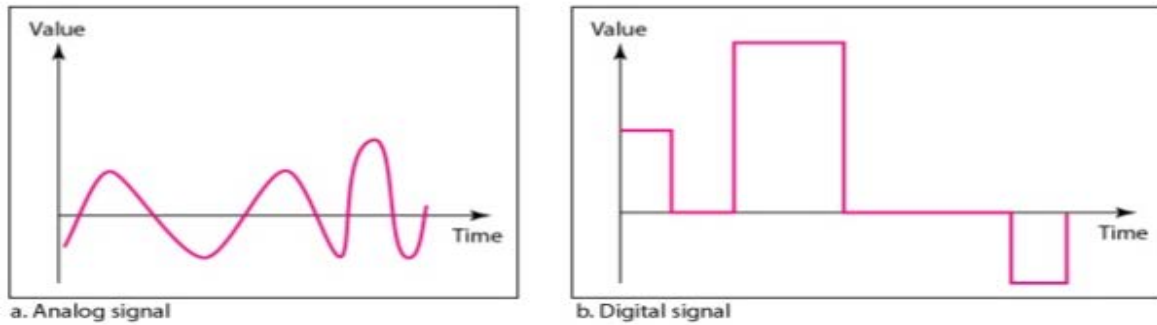 Value
Time
a. Analog signal
Value
Time
b. Digital signal